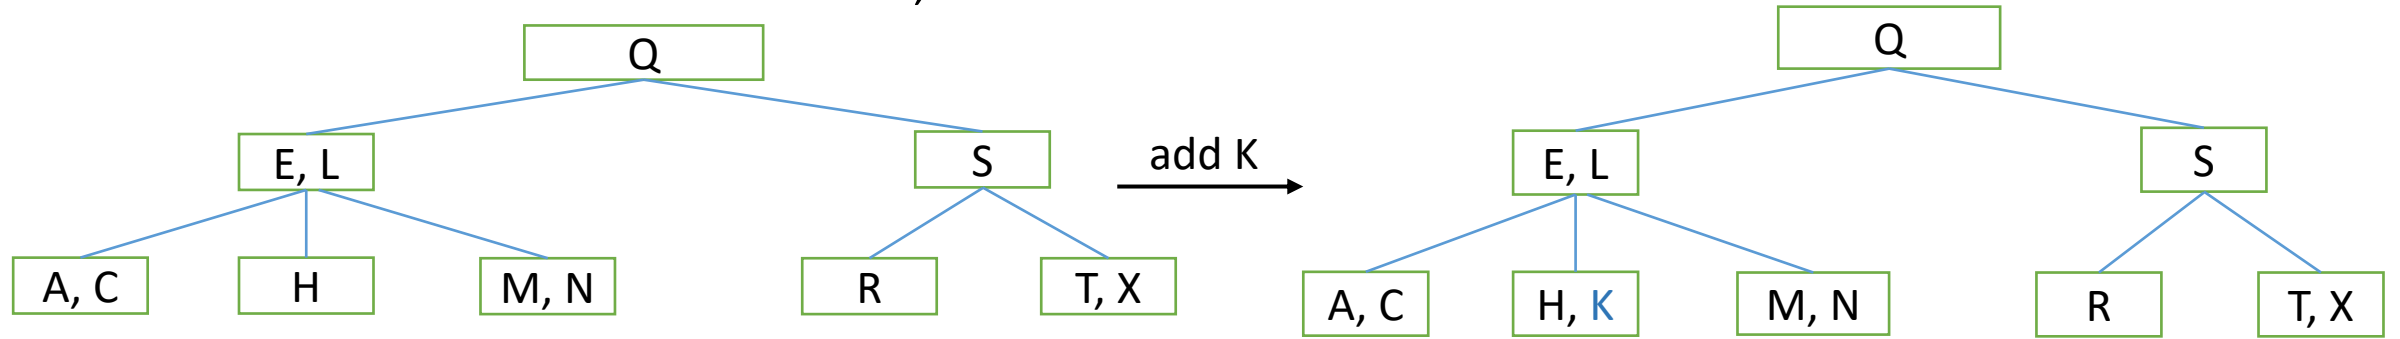 Q
E, L
S
A, C
H
M, N
R
T, X
add K
Q
E, L
S
A, C
H, K
M, N
R
T, X